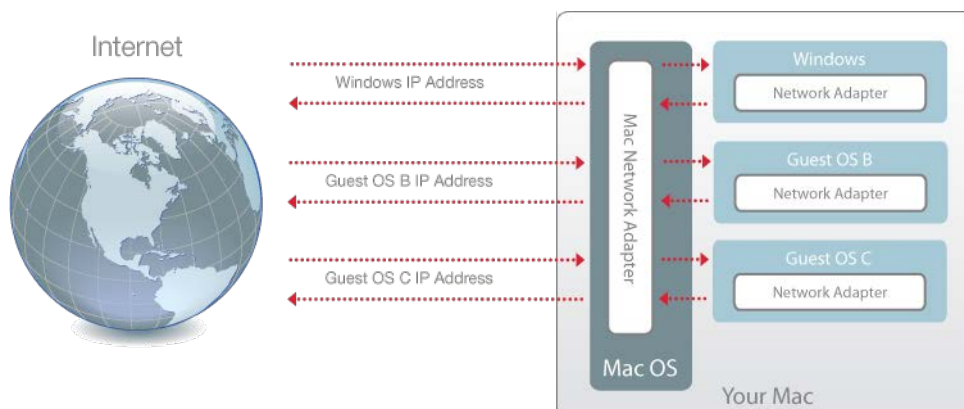 Internet
Windows IP Address
Guest OS B IP Address
Guest OS C IP Address
Mac Network Adapter
Mac OS
Windows
Network Adapter
Guest OS B
Network Adapter
Guest OS C
Network Adapter
Your Mac